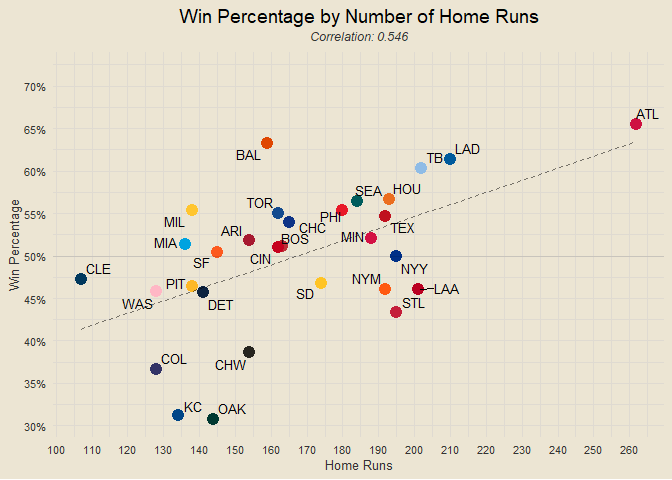 Win Percentage by Number of Home Runs
Correlation: 0.546
Win Percentage
70%
65%
60%
55%
50%
45%
40%
35%
30%
ATL
BAL
TB
LAD
SEA
HOU
TOR
PHI
MIL
CHC
TEX
ARI
MIA
BOS
MIN
SF
CIN
CLE
NYY
PIT
NYM
LAA
SD
WAS
DET
STL
COL
CHW
KC
OAK
100 110 120 130 140 150 160 170 180 190 200 210 220 230 240 250 260
Home Runs